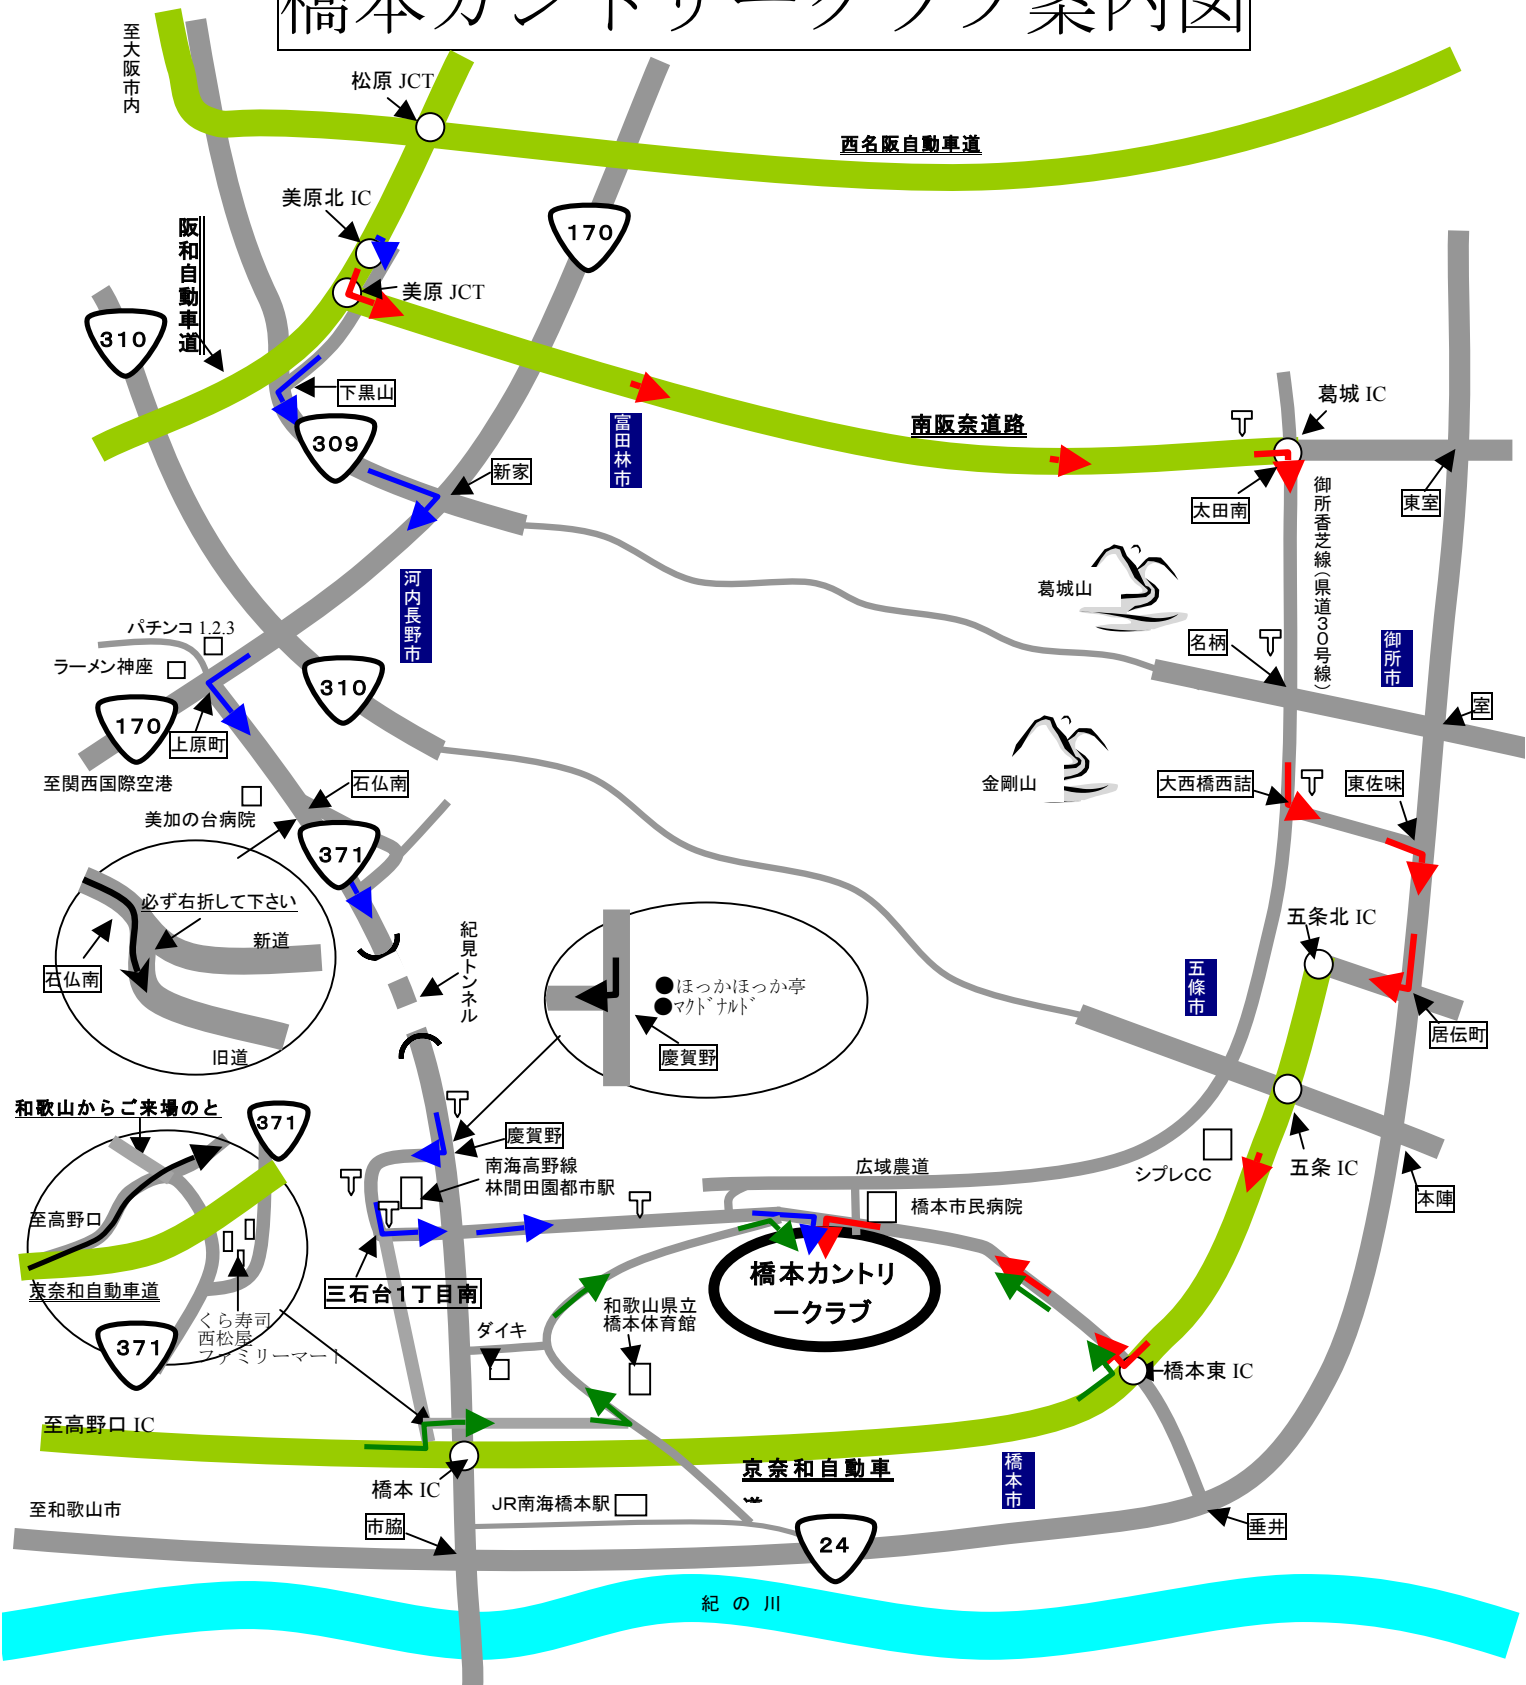 橋本カントリークラブ案内図
至大阪市内
松原 JCT
西名阪自動車道
美原北 IC
阪和自動車道
170
美原 JCT
310
下黒山
葛城 IC
309
富田林市
南阪奈道路
新家
太田南
東室
御所香芝線(県道30号線)
河内長野市
葛城山
パチンコ 1.2.3
名柄
御所市
ラーメン神座
310
室
170
上原町
至関西国際空港
石仏南
金剛山
大西橋西詰
東佐味
美加の台病院
371
必ず右折して下さい
新道
石仏南
旧道
紀見トンネル
●ほっかほっか亭
●マクドナルド
慶賀野
五条北 IC
五條市
居伝町
和歌山からご来場のと
371
慶賀野
南海高野線
林間田園都市駅
広域農道
シプレCC
五条 IC
本陣
至高野口
橋本市民病院
京奈和自動車道
三石台1丁目南
橋本カントリ
ークラブ
くら寿司
西松屋
ファミリーマート
371
ダイキ
和歌山県立
橋本体育館
橋本東 IC
至高野口 IC
橋本 IC
京奈和自動車
橋本市
至和歌山市
市脇
JR南海橋本駅
24
垂井
紀の川